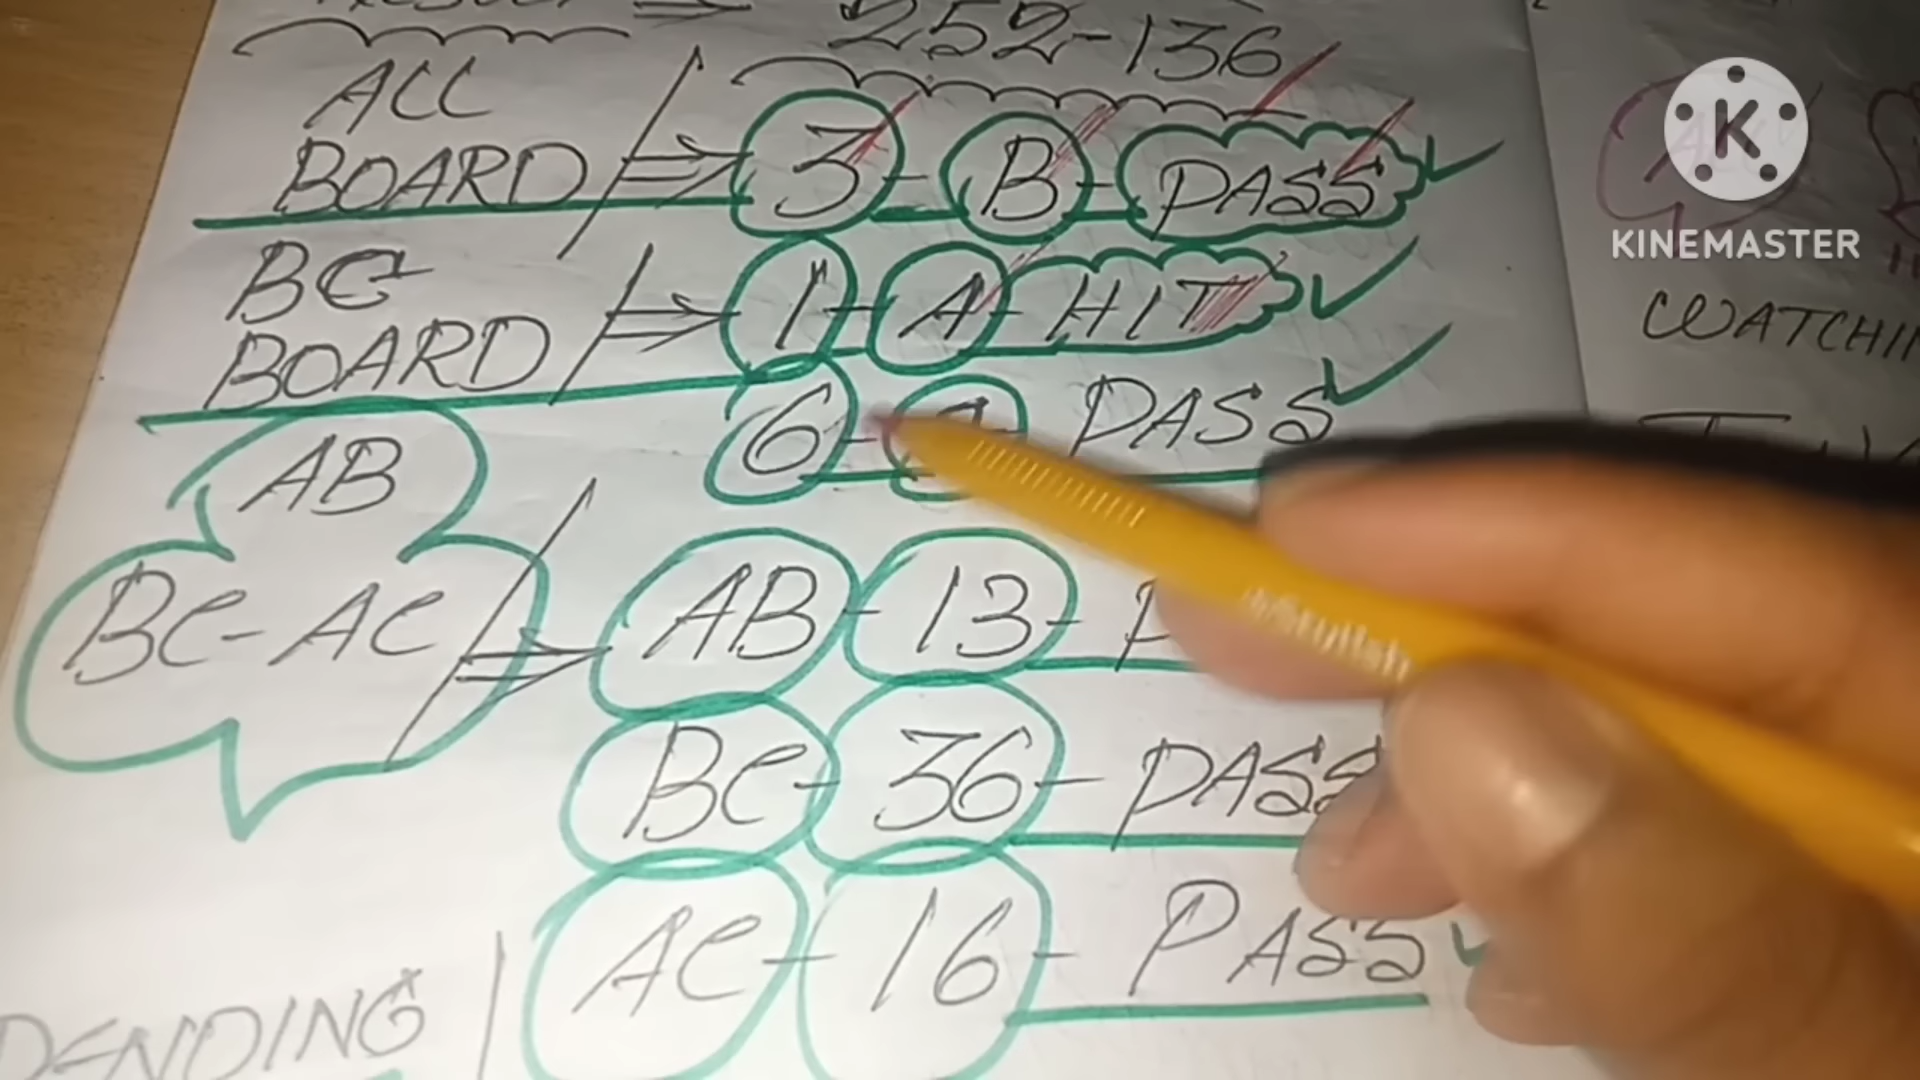 252-136
ALL
BOARD ⇒ 3-B-PASS
BC
BOARD ⇒ 1-A-HIT
6- PASS
AB
BC-AC ⇒ AB-13-
BC-36-PASS
AC-16-PASS
PENDING
K
KINEMASTER
WATCHIN